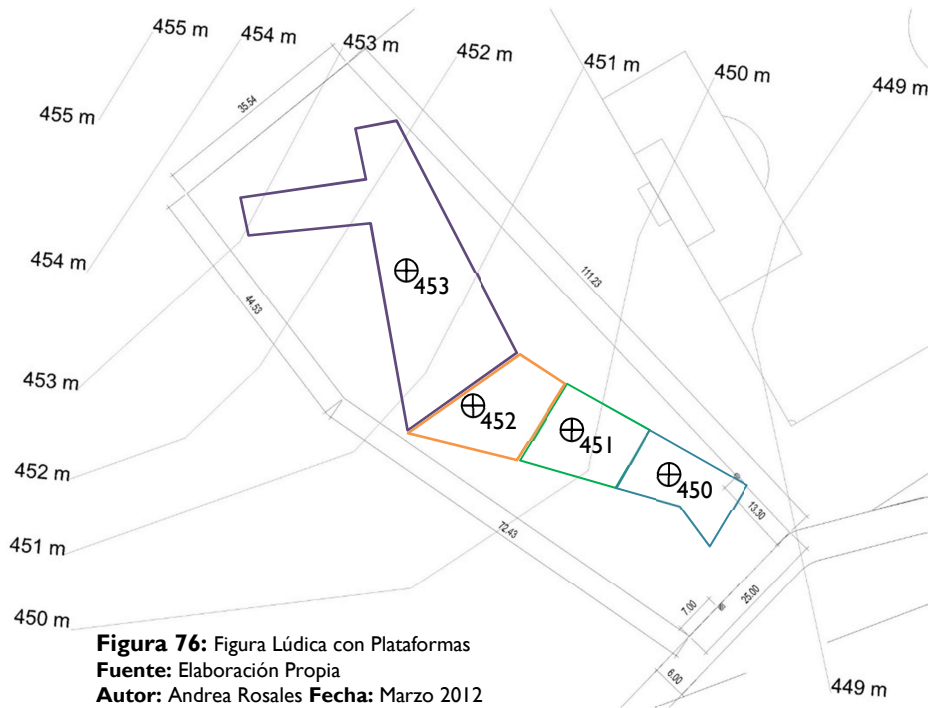 455 m
454 m
453 m
452 m
451 m
450 m
449 m
35.54
455 m
454 m
453
111.23
44.53
453 m
452
451
450
452 m
13.30
72.43
451 m
7.00
25.00
450 m
6.00
449 m
Figura 76: Figura Lúdica con Plataformas
Fuente: Elaboración Propia
Autor: Andrea Rosales Fecha: Marzo 2012